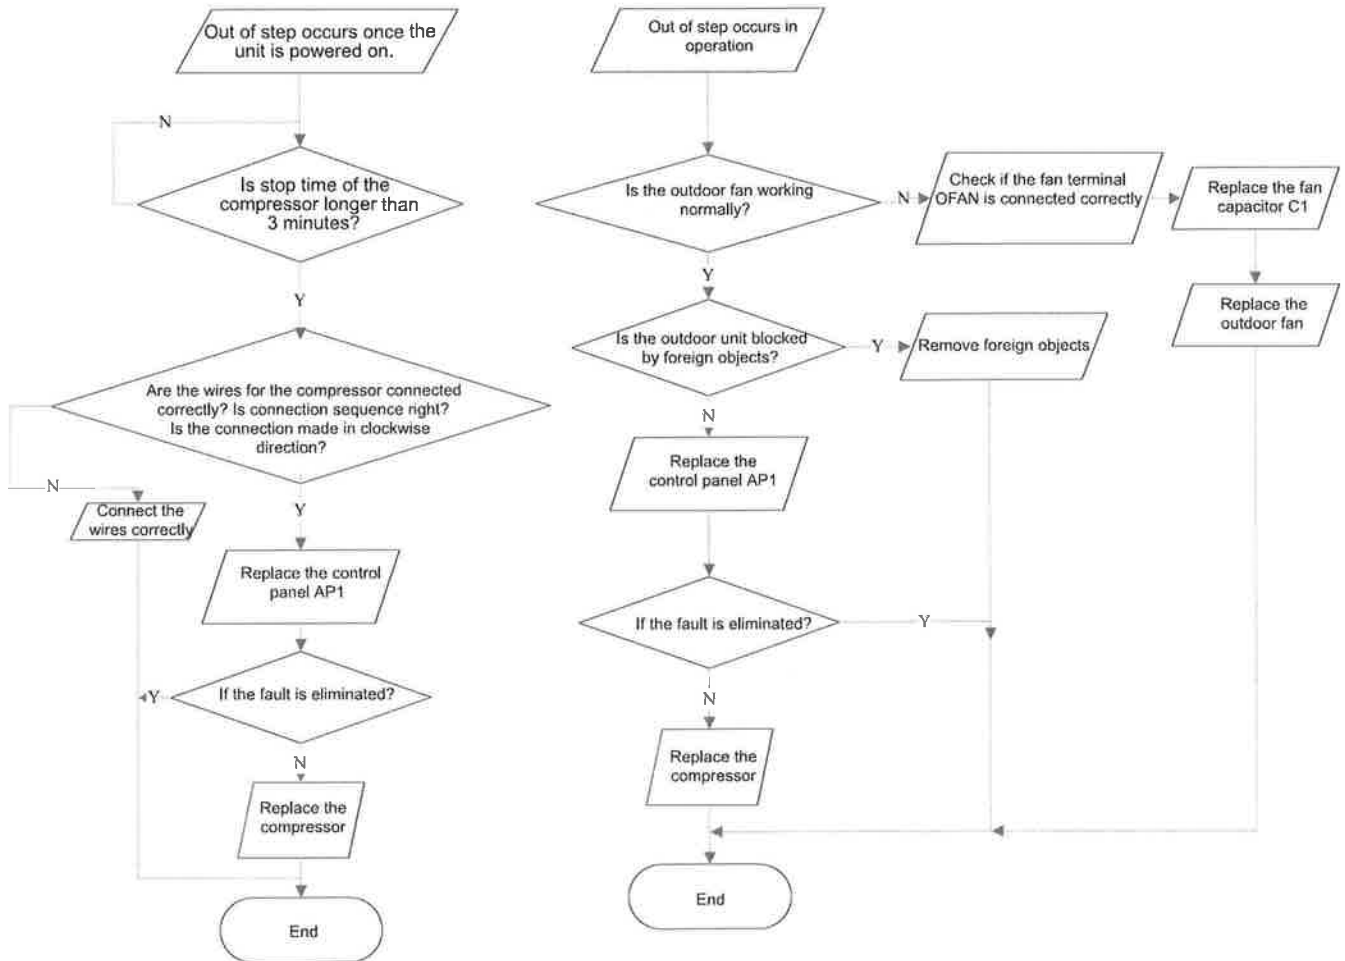 Out of step occurs once the
unit is powered on.
N
Is stop time of the
compressor longer than
3 minutes?
Y
Are the wires for the compressor connected
correctly? Is connection sequence right?
Is the connection made in clockwise
direction?
N
Connect the
wires correctly
Y
Replace the control
panel AP1
If the fault is eliminated?
Y
N
Replace the
compressor
End
Out of step occurs in
operation
Is the outdoor fan working
normally?
N
Check if the fan terminal
OFAN is connected correctly
Replace the fan
capacitor C1
Replace the
outdoor fan
Y
Is the outdoor unit blocked
by foreign objects?
Y
Remove foreign objects
N
Replace the
control panel AP1
If the fault is eliminated?
Y
N
Replace the
compressor
End